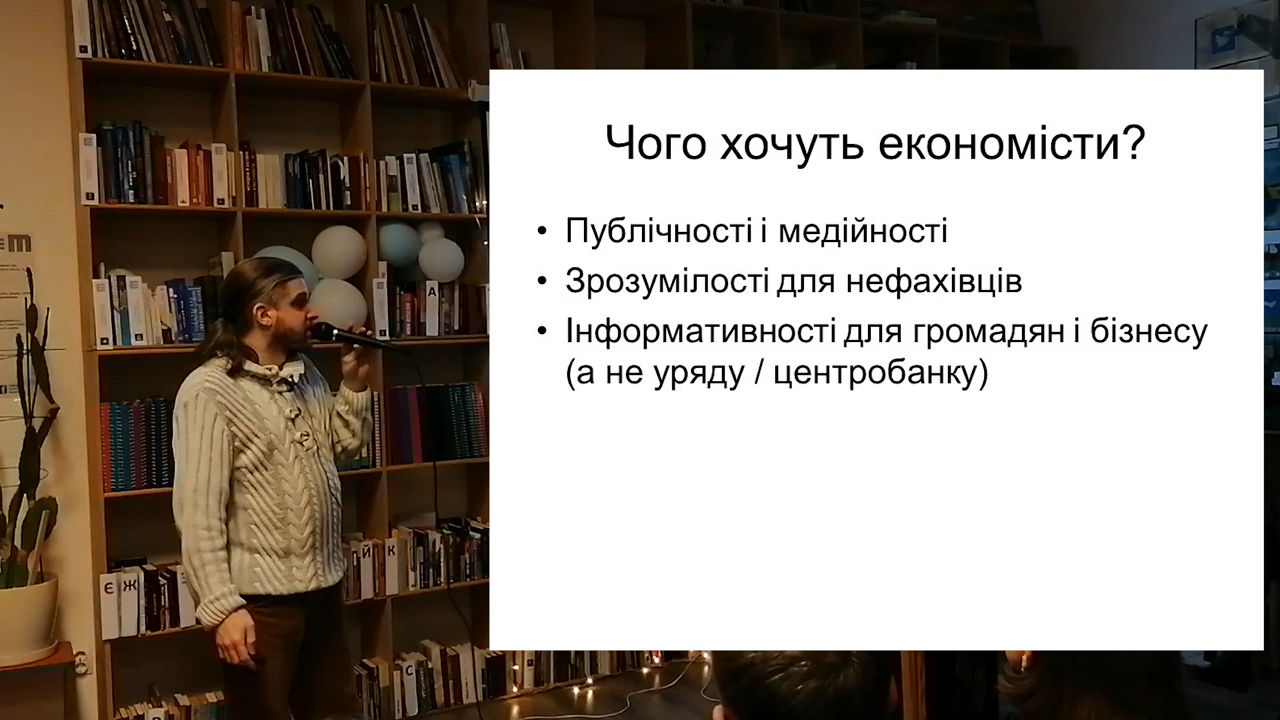 Чого хочуть економісти?
• Публічності і медійності
• Зрозумілості для нефахівців
• Інформативності для громадян і бізнесу
(а не уряду / центробанку)
А
Й К
Є Ж
С